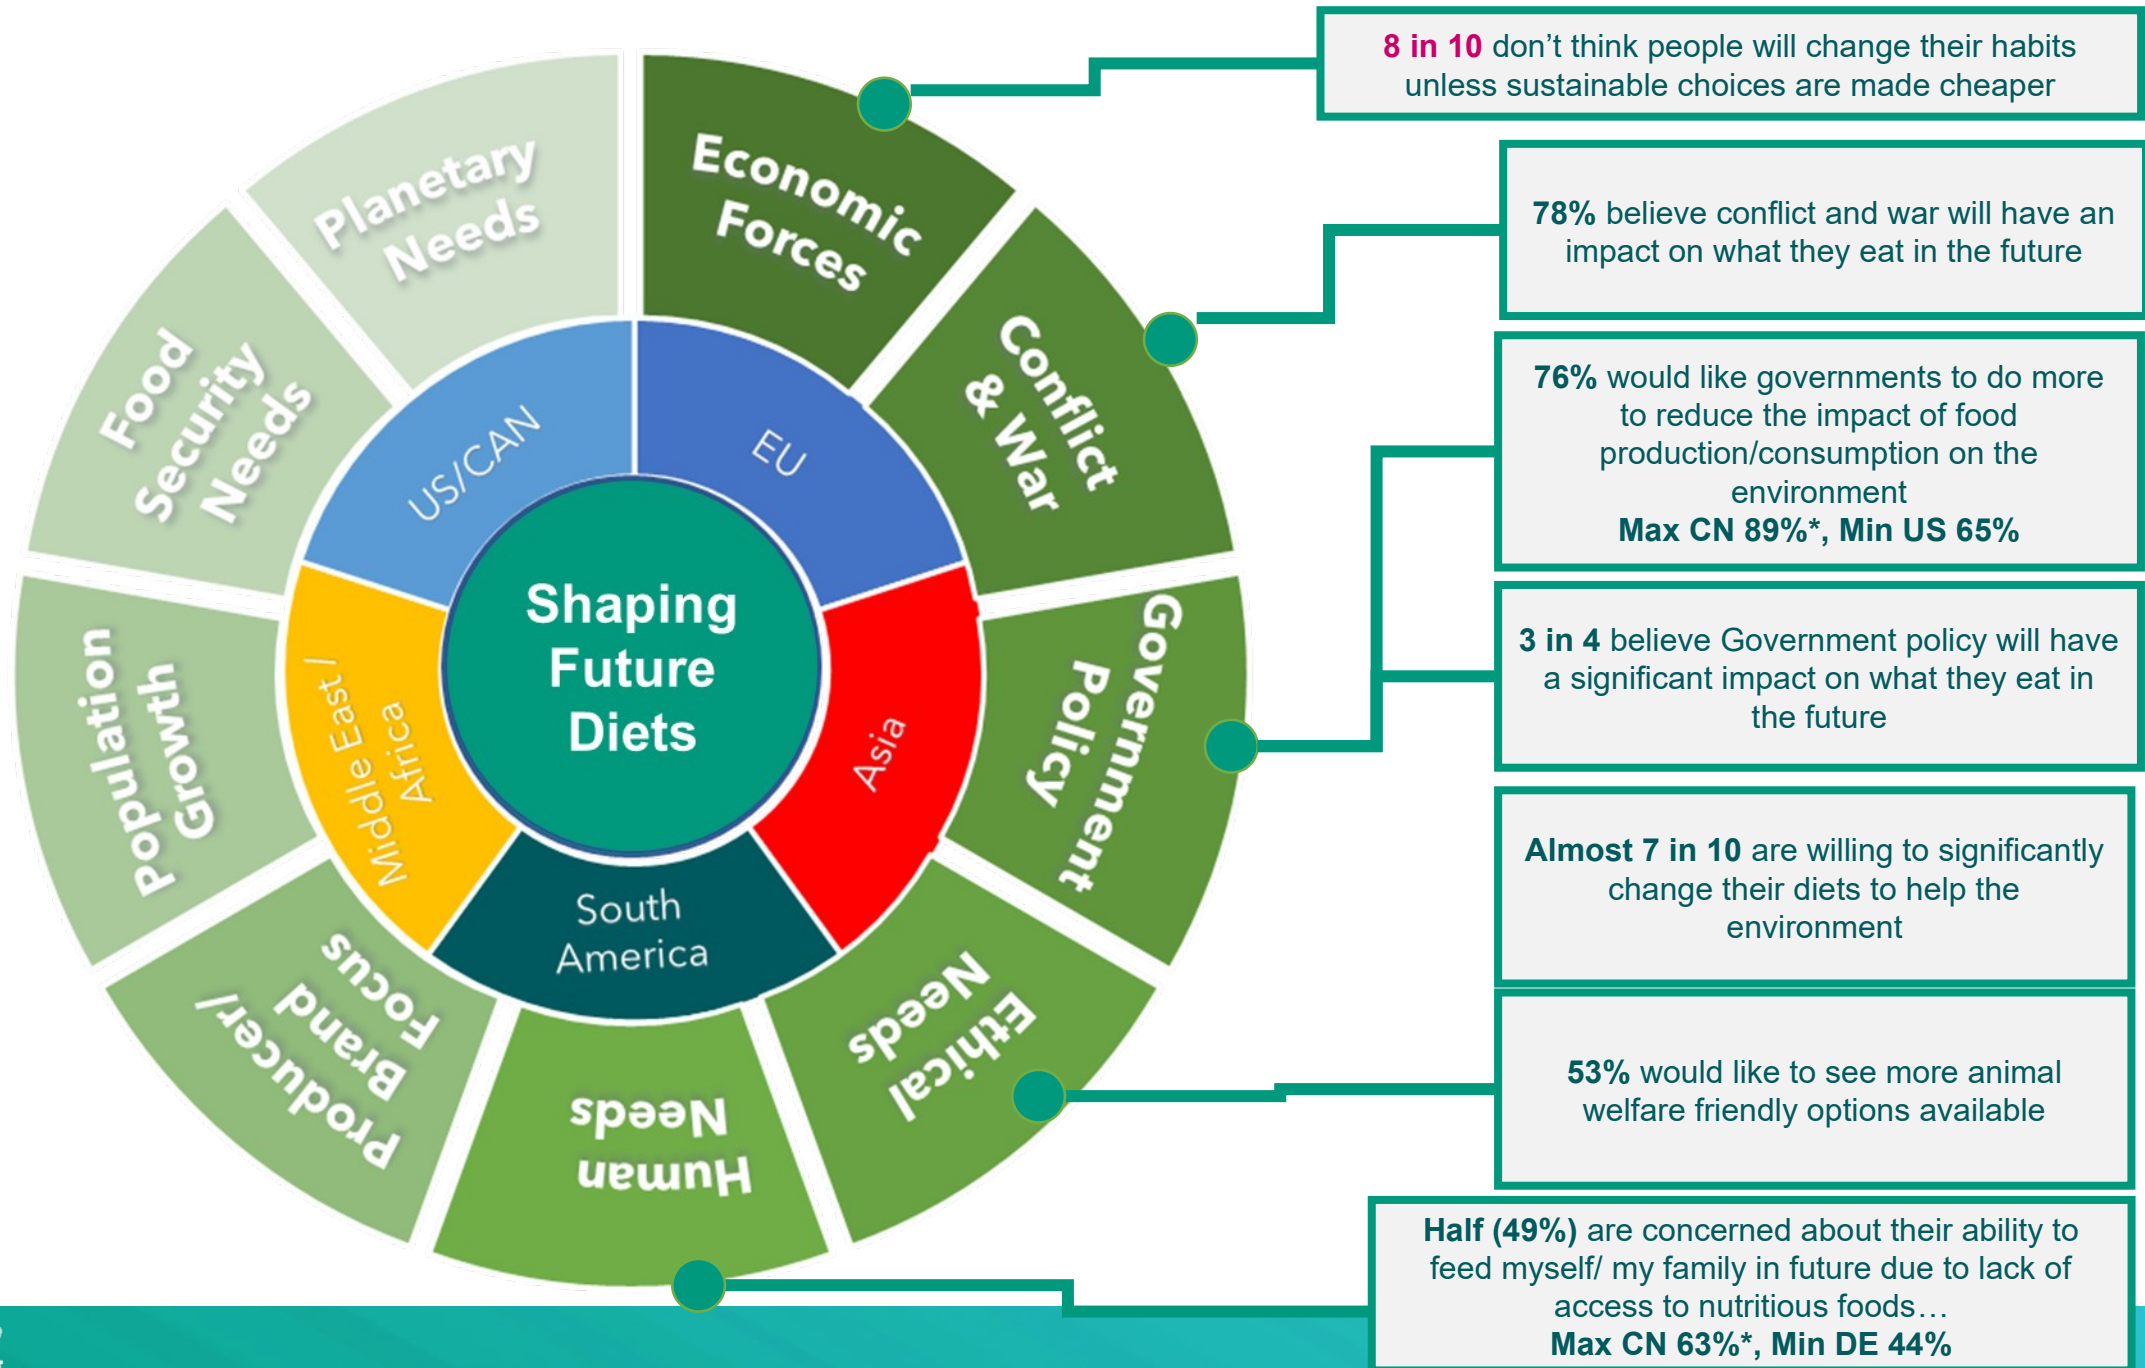 8 in 10 don’t think people will change their habits
unless sustainable choices are made cheaper
78% believe conflict and war will have an
impact on what they eat in the future
76% would like governments to do more
to reduce the impact of food
production/consumption on the
environment
Max CN 89%*, Min US 65%
3 in 4 believe Government policy will have
a significant impact on what they eat in
the future
Almost 7 in 10 are willing to significantly
change their diets to help the
environment
53% would like to see more animal
welfare friendly options available
Half (49%) are concerned about their ability to
feed myself/ my family in future due to lack of
access to nutritious foods…
Max CN 63%*, Min DE 44%
Economic
Forces
Conflict
& War
Government
Policy
Ethical
Needs
Human
Needs
Producer/
Brand
Focus
Population
Growth
Food
Security
Needs
Planetary
Needs
US/CAN
EU
Asia
South
America
Middle East /
Africa
Shaping
Future
Diets